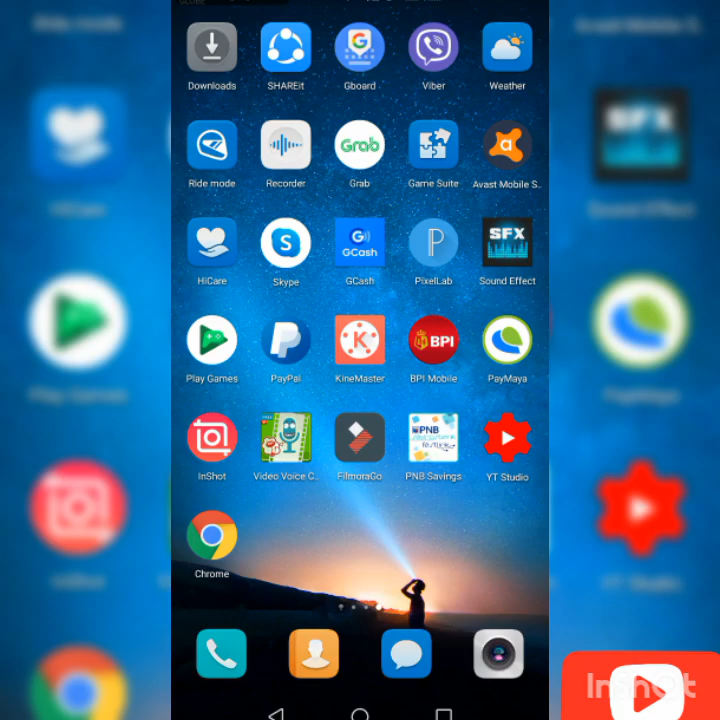 GLOBE
Downloads SHAREit Gboard Viber Weather
Grab
Ride mode Recorder Grab Game Suite Avast Mobile S..
G)) GCash SFX
HiCare Skype GCash PixelLab Sound Effect
BPI
Play Games PayPal KineMaster BPI Mobile PayMaya
PNB
InShot Video Voice C.. FilmoraGo PNB Savings YT Studio
Chrome
InShot